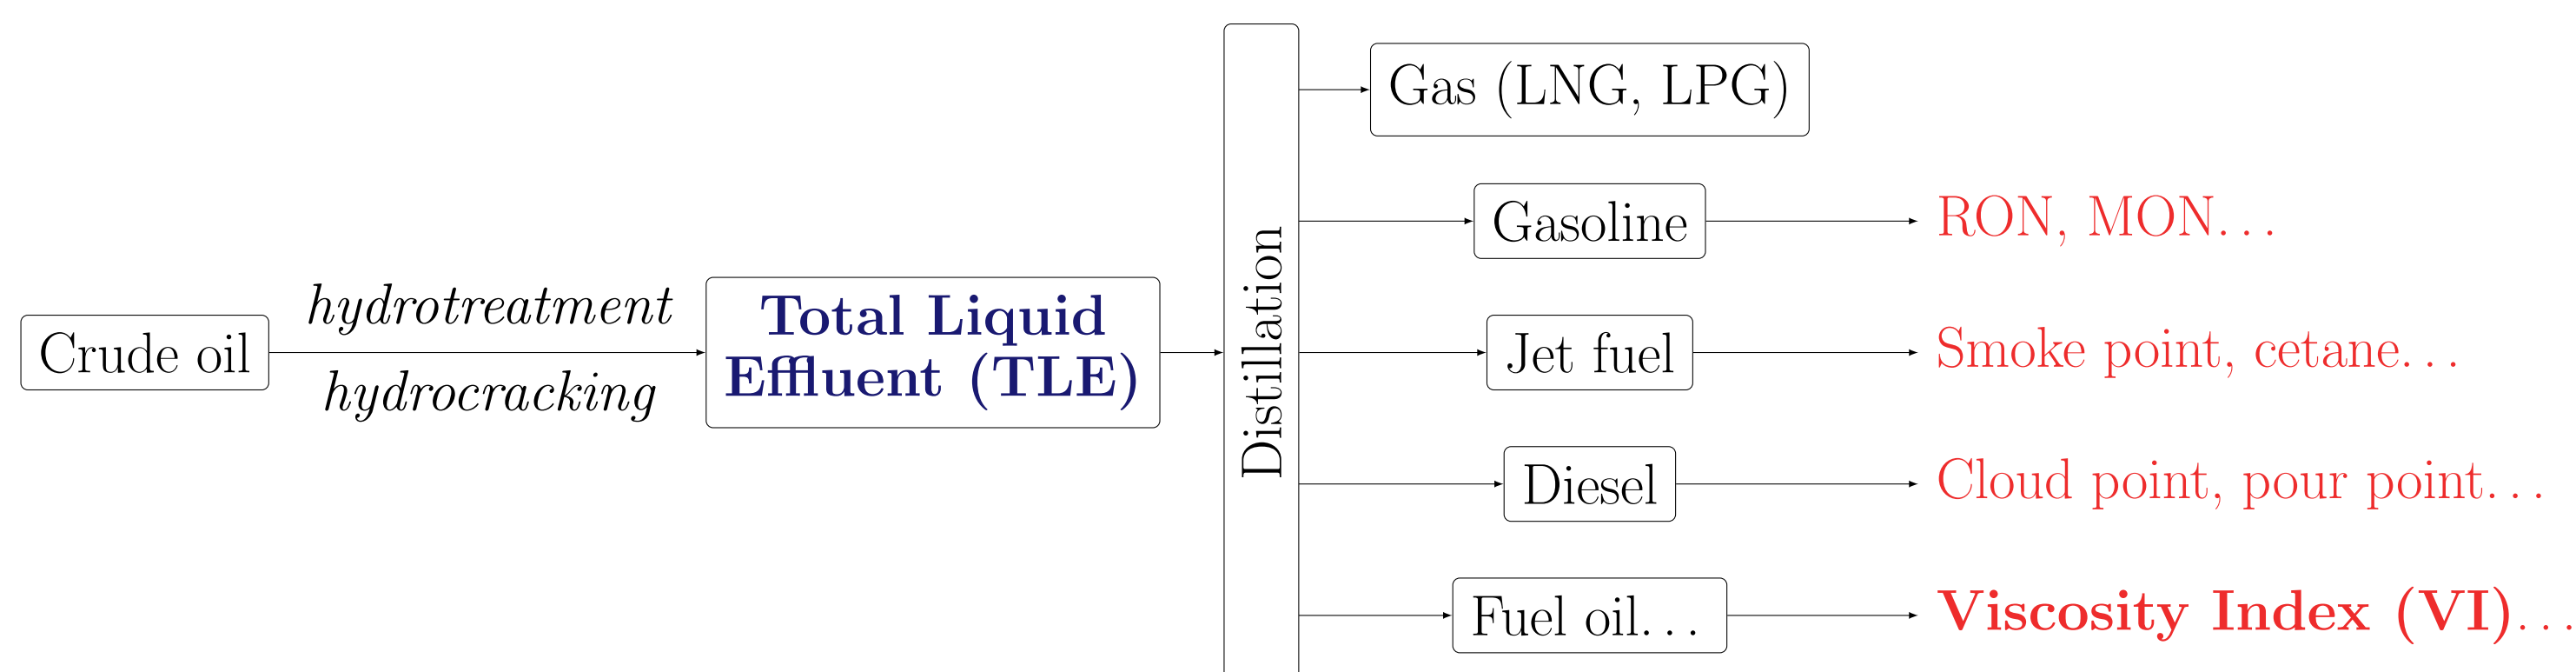 Crude oil
hydrotreatment
hydrocracking
Total Liquid
Effluent (TLE)
Distillation
Gas (LNG, LPG)
Gasoline
RON, MON…
Jet fuel
Smoke point, cetane…
Diesel
Cloud point, pour point…
Fuel oil…
Viscosity Index (VI)…